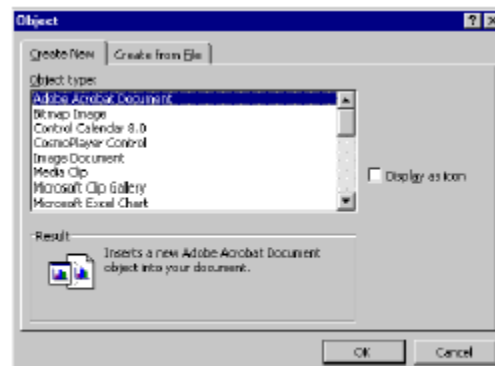 Object
Create New
Create from File
Object type:
Adobe Acrobat Document
Bitmap Image
Control Calendar 8.0
CosmoPlayer Control
Image Document
Media Clip
Microsoft Clip Gallery
Microsoft Excel Chart
Display as icon
Result
Inserts a new Adobe Acrobat Document
object into your document.
OK
Cancel